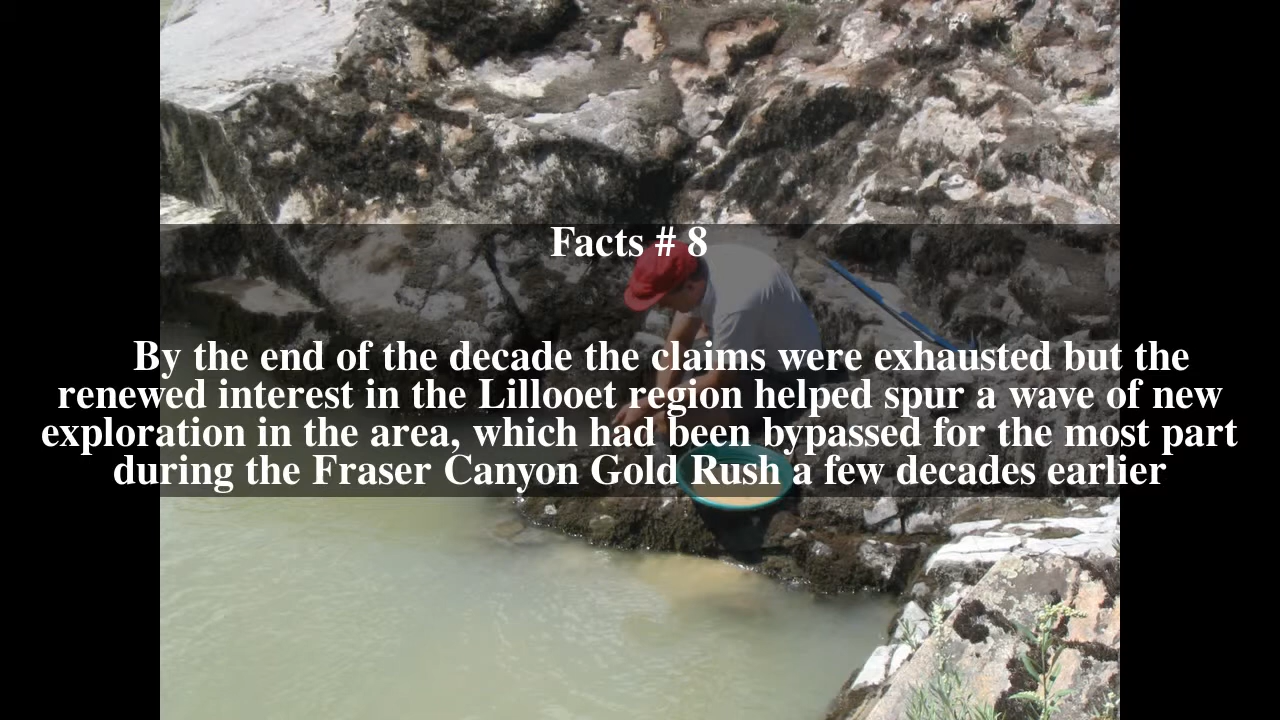 Facts # 8
By the end of the decade the claims were exhausted but the
renewed interest in the Lillooet region helped spur a wave of new
exploration in the area, which had been bypassed for the most part
during the Fraser Canyon Gold Rush a few decades earlier